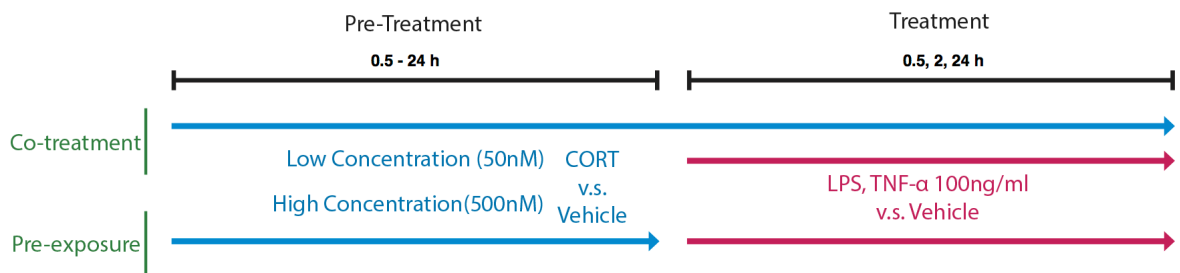 Pre-Treatment
Treatment
0.5 - 24 h
0.5, 2, 24 h
Co-treatment
Low Concentration (50nM)
CORT
v.s.
Vehicle
High Concentration(500nM)
LPS, TNF-α 100ng/ml
v.s. Vehicle
Pre-exposure